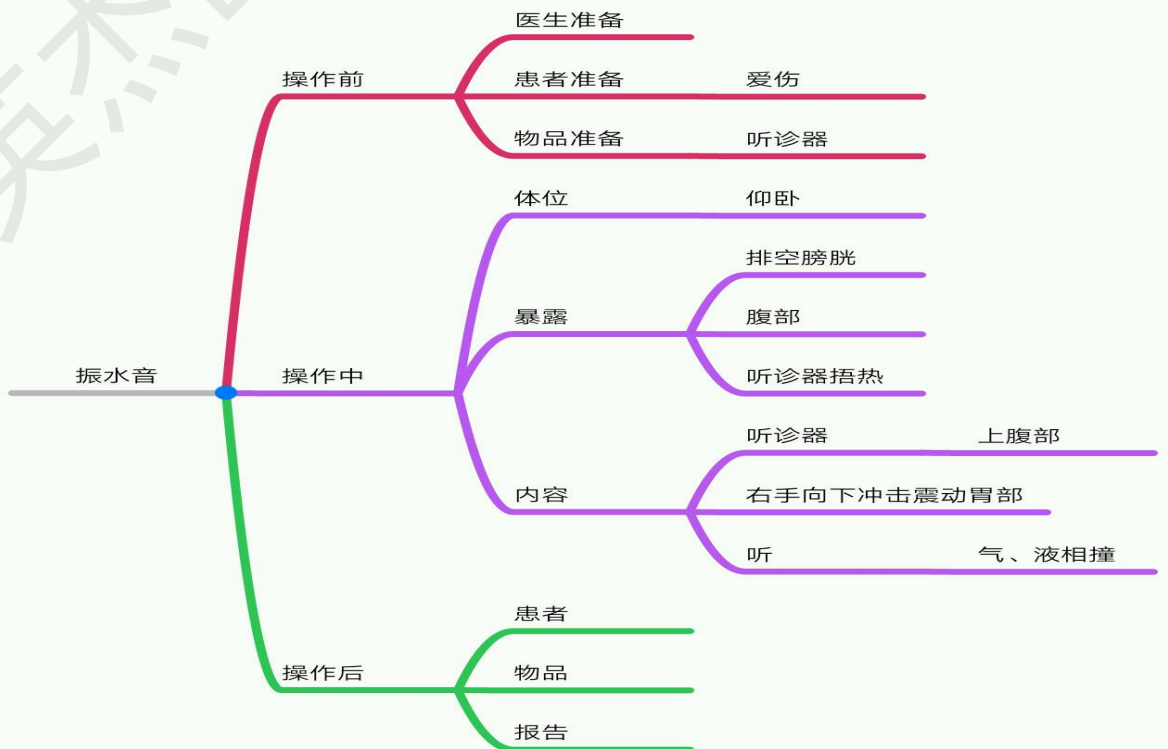 医生准备
操作前
患者准备
爱伤
物品准备
听诊器
体位
仰卧
排空膀胱
暴露
腹部
振水音
操作中
听诊器捂热
听诊器
上腹部
内容
右手向下冲击震动胃部
听
气、液相撞
患者
操作后
物品
报告
英杰